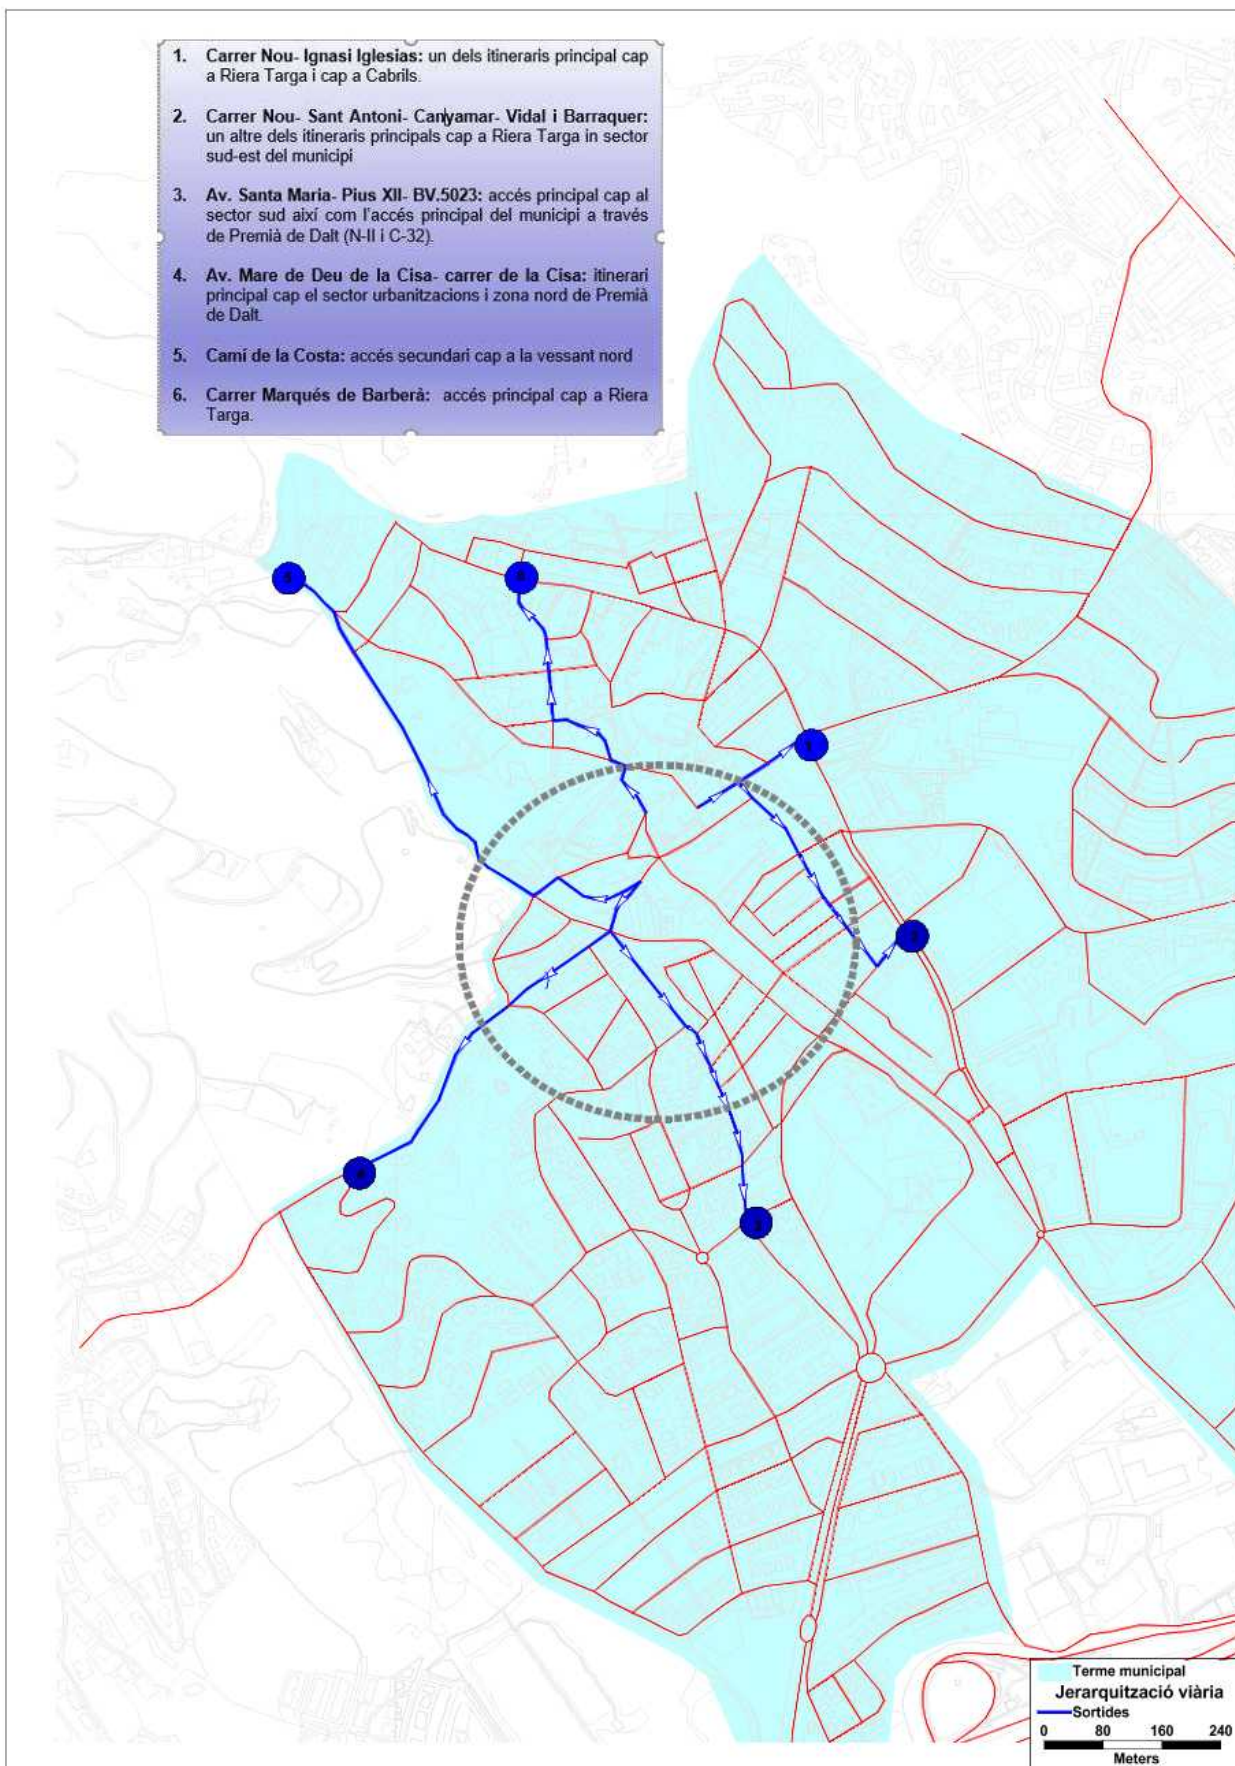 1. Carrer Nou- Ignasi Iglesias: un dels itineraris principal cap
a Riera Targa i cap a Cabrils.
2. Carrer Nou- Sant Antoni- Canyamar- Vidal i Barraquer:
un altre dels itineraris principals cap a Riera Targa in sector
sud-est del municipi
3. Av. Santa Maria- Pius XII- BV.5023: accés principal cap al
sector sud així com l'accés principal del municipi a través
de Premià de Dalt (N-II i C-32).
4. Av. Mare de Deu de la Cisa- carrer de la Cisa: itinerari
principal cap el sector urbanitzacions i zona nord de Premià
de Dalt.
5. Camí de la Costa: accés secundari cap a la vessant nord
6. Carrer Marqués de Barberà: accés principal cap a Riera
Targa.
5
1
3
Terme municipal
Jerarquització viària
Sortides
0 80 160 240
Meters